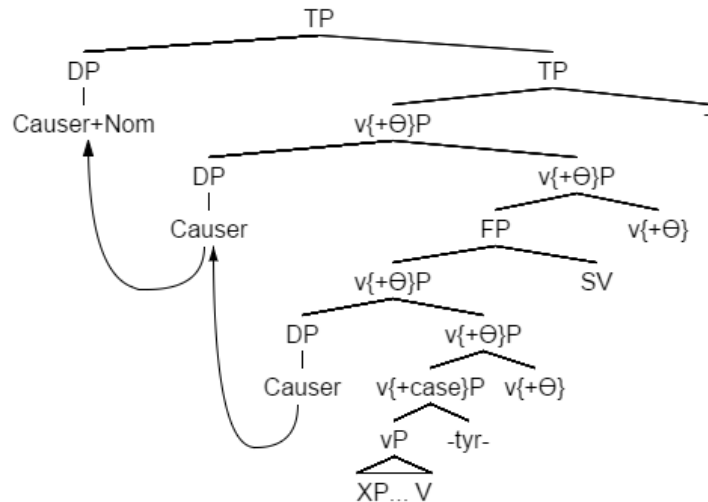 TP
DP TP
Causer+Nom v{+Ɵ}P
DP v{+Ɵ}P
Causer FP v{+Ɵ}
v{+Ɵ}P SV
DP v{+Ɵ}P
Causer v{+case}P v{+Ɵ}
vP -tyr-
XP... V